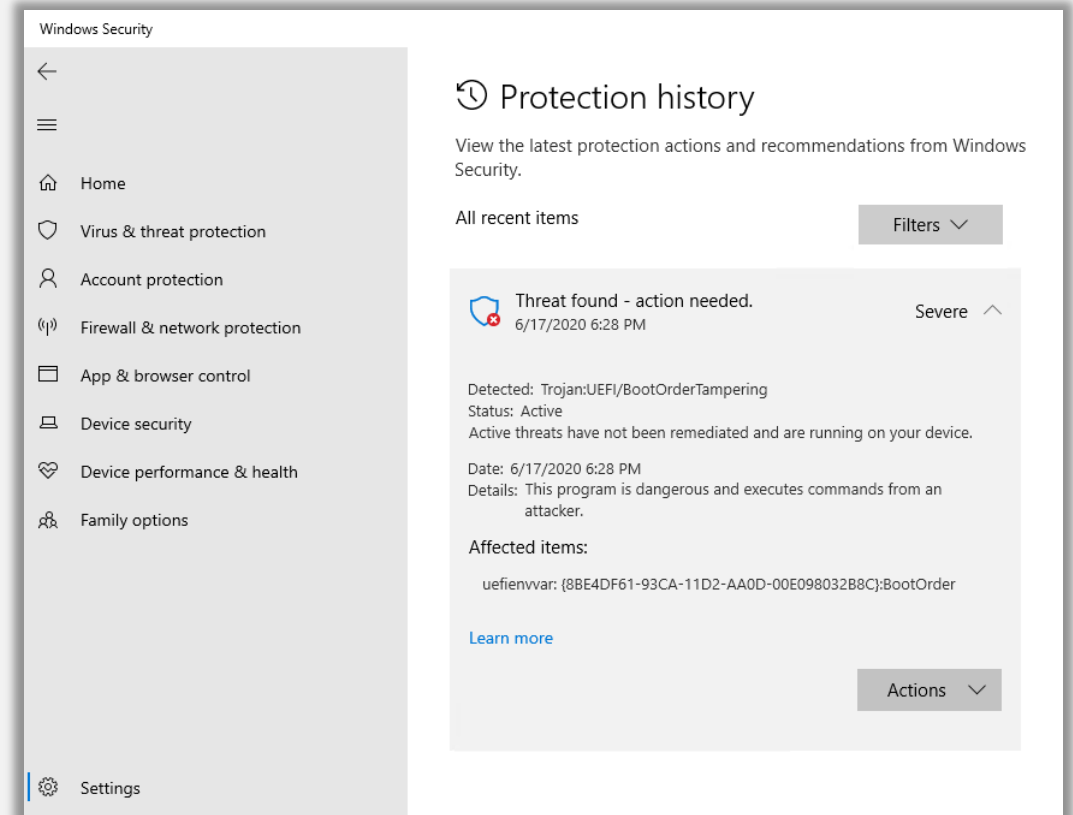 Windows Security
Home
Virus & threat protection
Account protection
Firewall & network protection
App & browser control
Device security
Device performance & health
Family options
Settings
Protection history
View the latest protection actions and recommendations from Windows
Security.
All recent items
Filters
Threat found - action needed.
6/17/2020 6:28 PM
Severe
Detected: Trojan:UEFI/BootOrderTampering
Status: Active
Active threats have not been remediated and are running on your device.
Date: 6/17/2020 6:28 PM
Details: This program is dangerous and executes commands from an
attacker.
Affected items:
uefienvvar: {8BE4DF61-93CA-11D2-AA0D-00E098032B8C}:BootOrder
Learn more
Actions